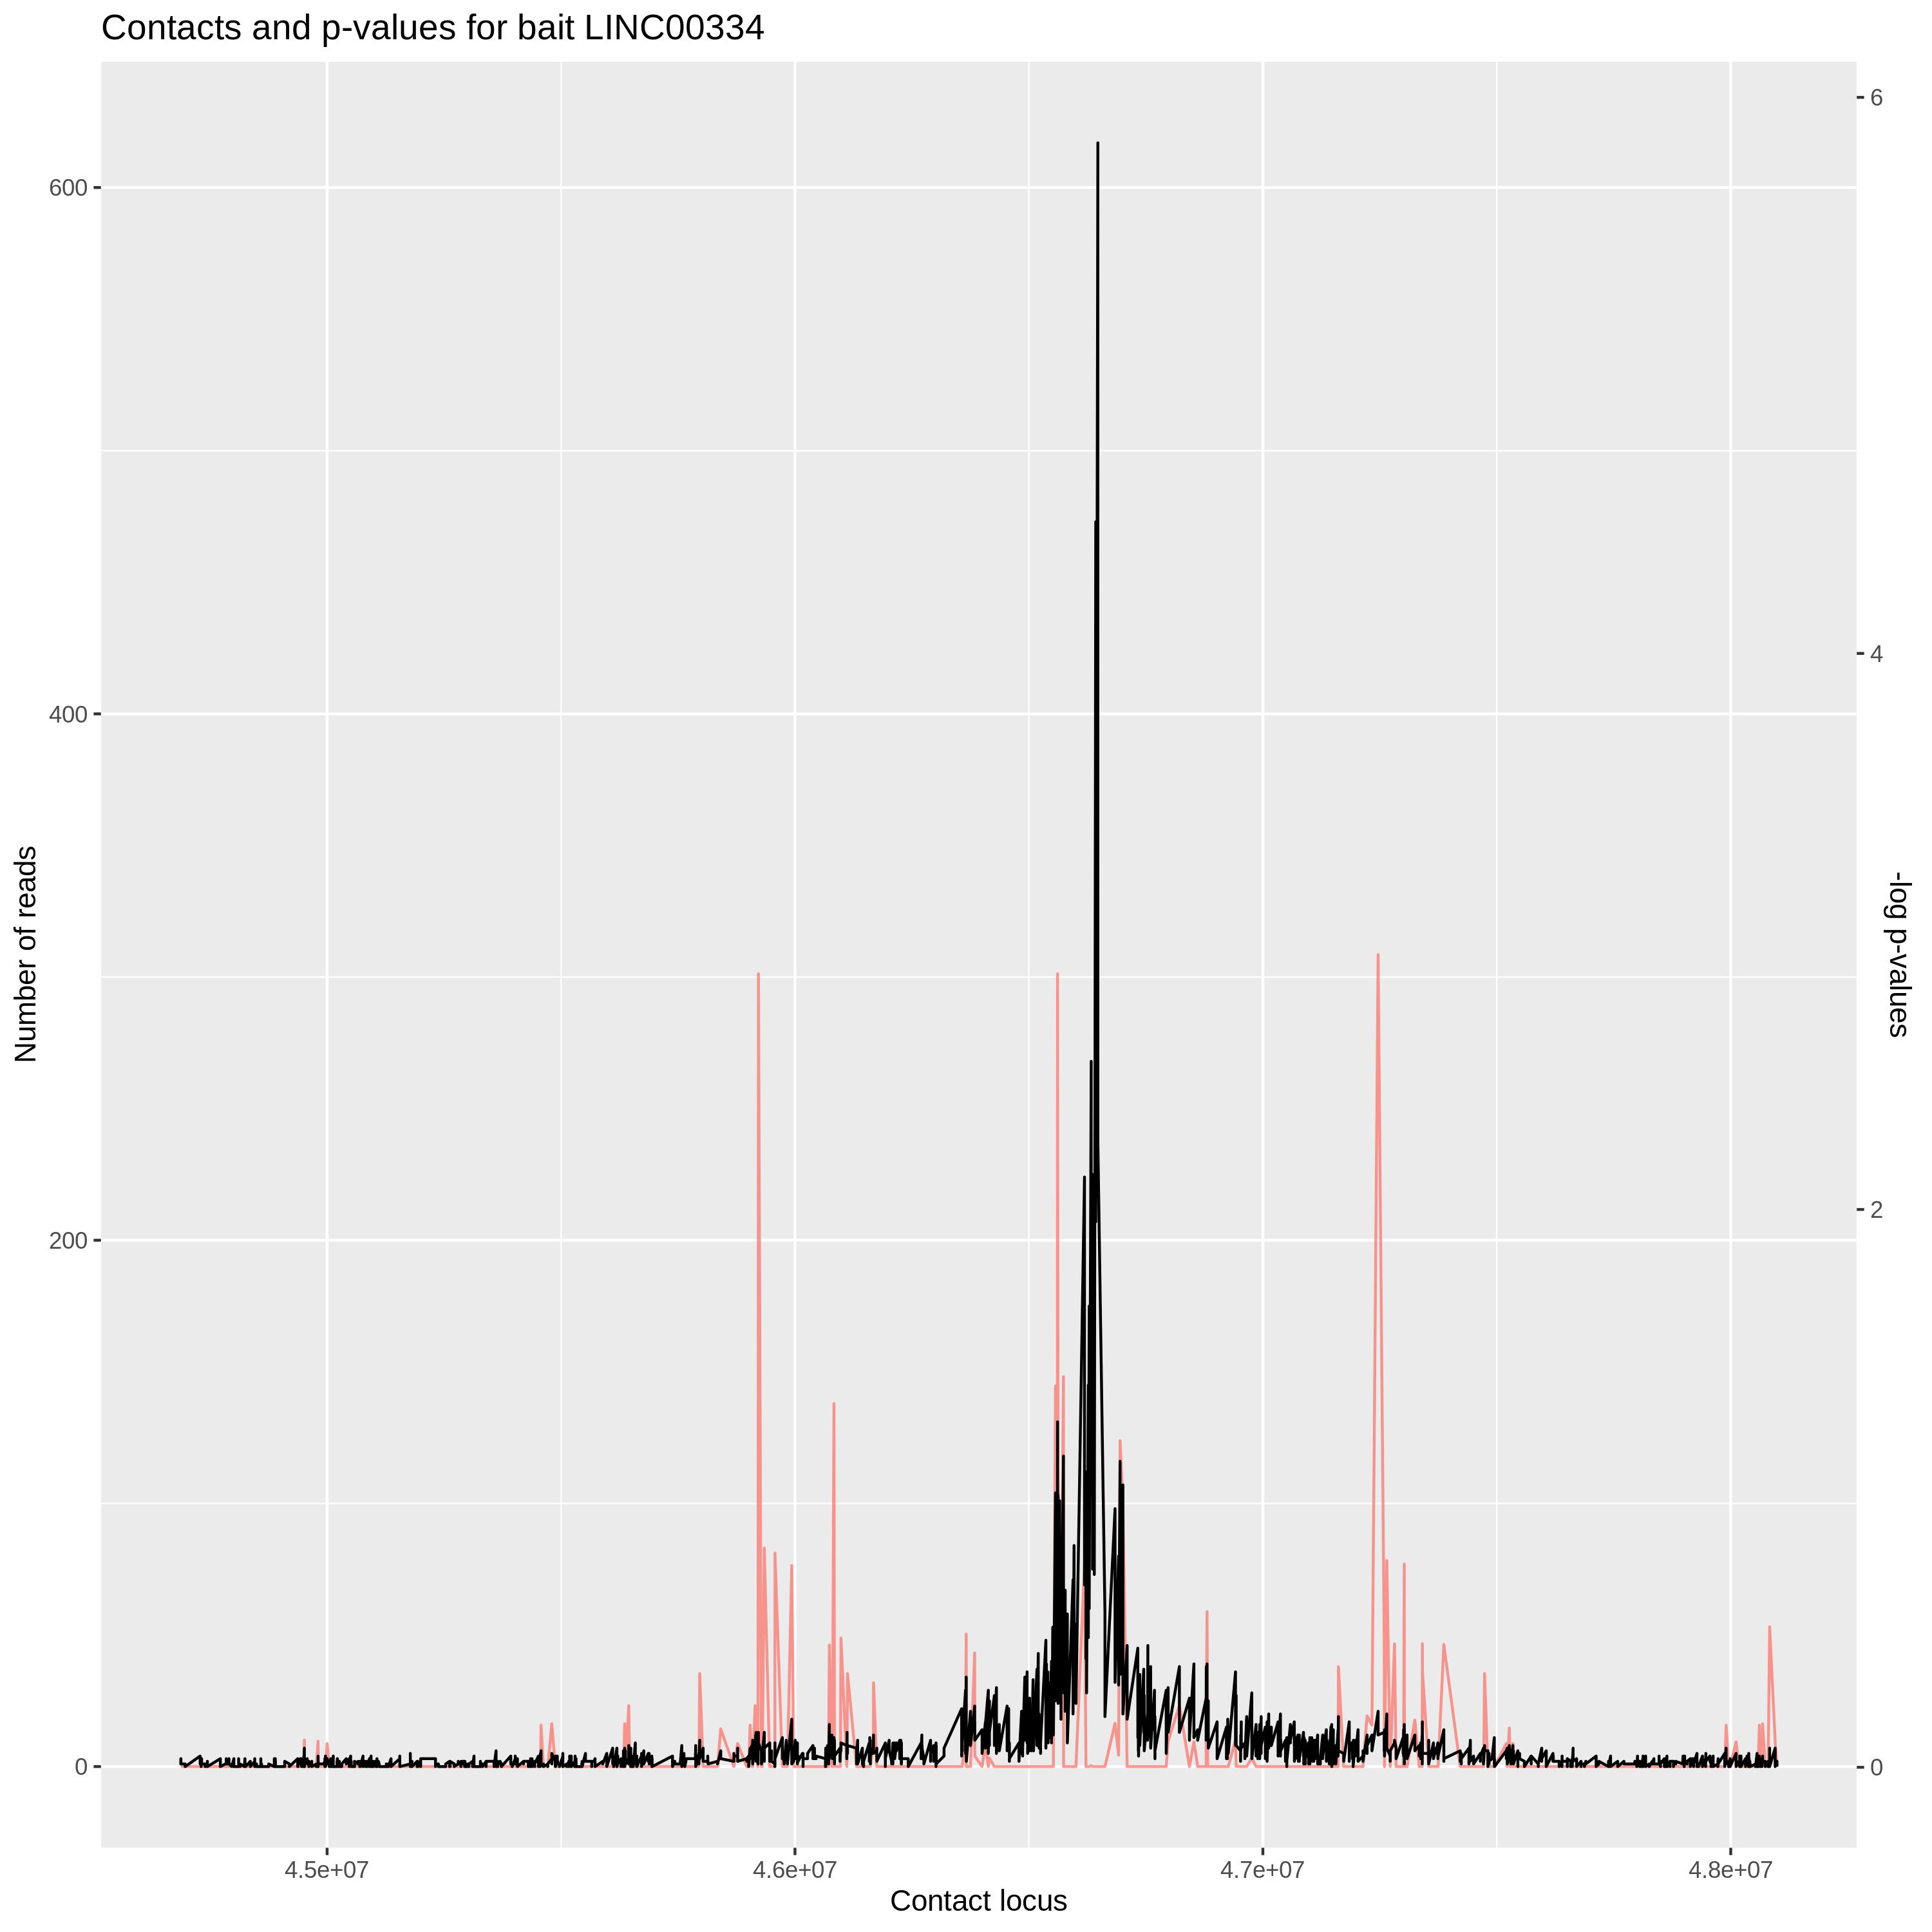 Contacts and p-values for bait LINC00334
600
400
200
0
Number of reads
6
4
2
0
-log p-values
4.5e+07
4.6e+07
4.7e+07
4.8e+07
Contact locus